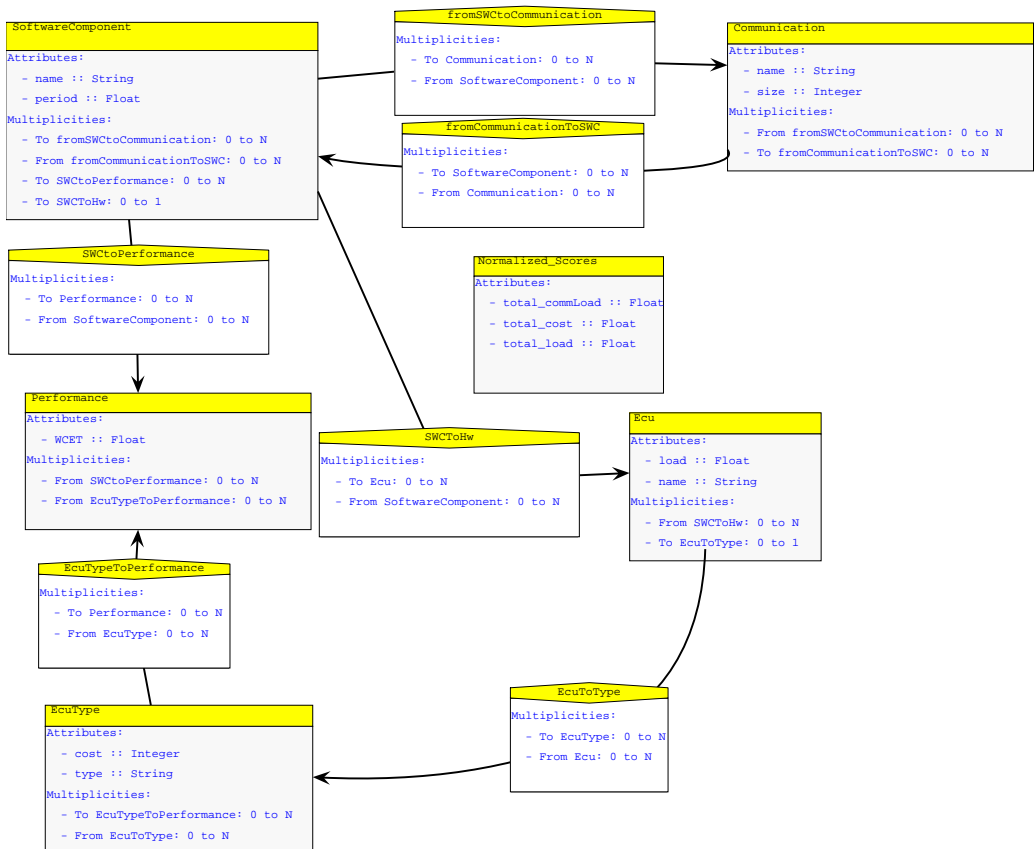 SoftwareComponent
Attributes:
- name :: String
- period :: Float
Multiplicities:
- To fromSWCtoCommunication: 0 to N
- From fromCommunicationToSWC: 0 to N
- To SWCtoPerformance: 0 to N
- To SWCToHw: 0 to 1
fromSWCtoCommunication
Multiplicities:
- To Communication: 0 to N
- From SoftwareComponent: 0 to N
Communication
Attributes:
- name :: String
- size :: Integer
Multiplicities:
- From fromSWCtoCommunication: 0 to N
- To fromCommunicationToSWC: 0 to N
fromCommunicationToSWC
Multiplicities:
- To SoftwareComponent: 0 to N
- From Communication: 0 to N
SWCtoPerformance
Multiplicities:
- To Performance: 0 to N
- From SoftwareComponent: 0 to N
Normalized_Scores
Attributes:
- total_commLoad :: Float
- total_cost :: Float
- total_load :: Float
Performance
Attributes:
- WCET :: Float
Multiplicities:
- From SWCtoPerformance: 0 to N
- From EcuTypeToPerformance: 0 to N
SWCToHw
Multiplicities:
- To Ecu: 0 to N
- From SoftwareComponent: 0 to N
Ecu
Attributes:
- load :: Float
- name :: String
Multiplicities:
- From SWCToHw: 0 to N
- To EcuToType: 0 to 1
EcuTypeToPerformance
Multiplicities:
- To Performance: 0 to N
- From EcuType: 0 to N
EcuToType
Multiplicities:
- To EcuType: 0 to N
- From Ecu: 0 to N
EcuType
Attributes:
- cost :: Integer
- type :: String
Multiplicities:
- To EcuTypeToPerformance: 0 to N
- From EcuToType: 0 to N